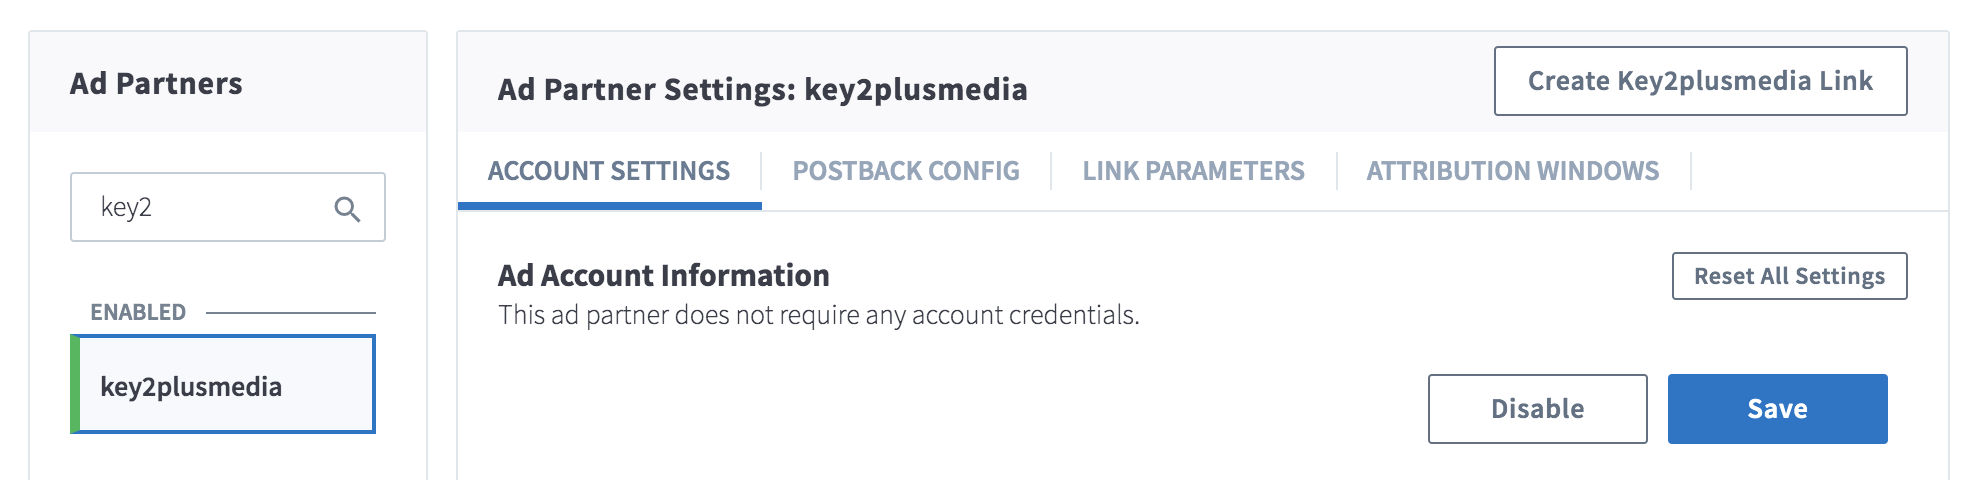 Ad Partners
key2
ENABLED
key2plusmedia
Ad Partner Settings: key2plusmedia
Create Key2plusmedia Link
ACCOUNT SETTINGS
POSTBACK CONFIG
LINK PARAMETERS
ATTRIBUTION WINDOWS
Ad Account Information
Reset All Settings
This ad partner does not require any account credentials.
Disable
Save